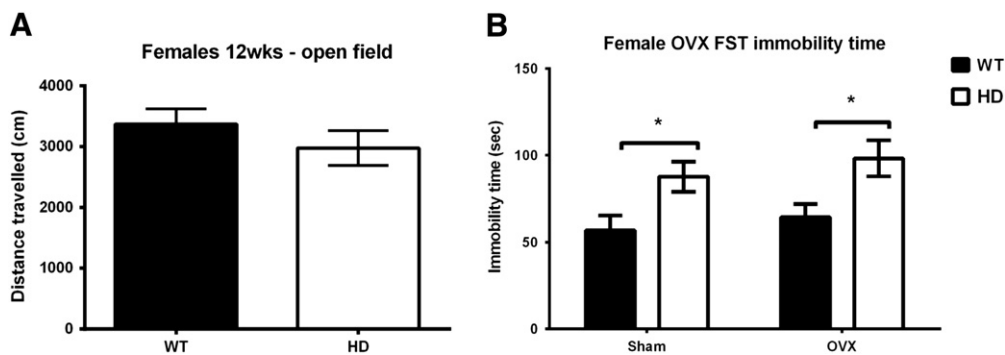 A
Females 12wks - open field
Distance travelled (cm)
4000
3000
2000
1000
0
WT
HD
B
Female OVX FST immobility time
Immobility time (sec)
150
100
50
0
*
*
Sham
OVX
WT
HD